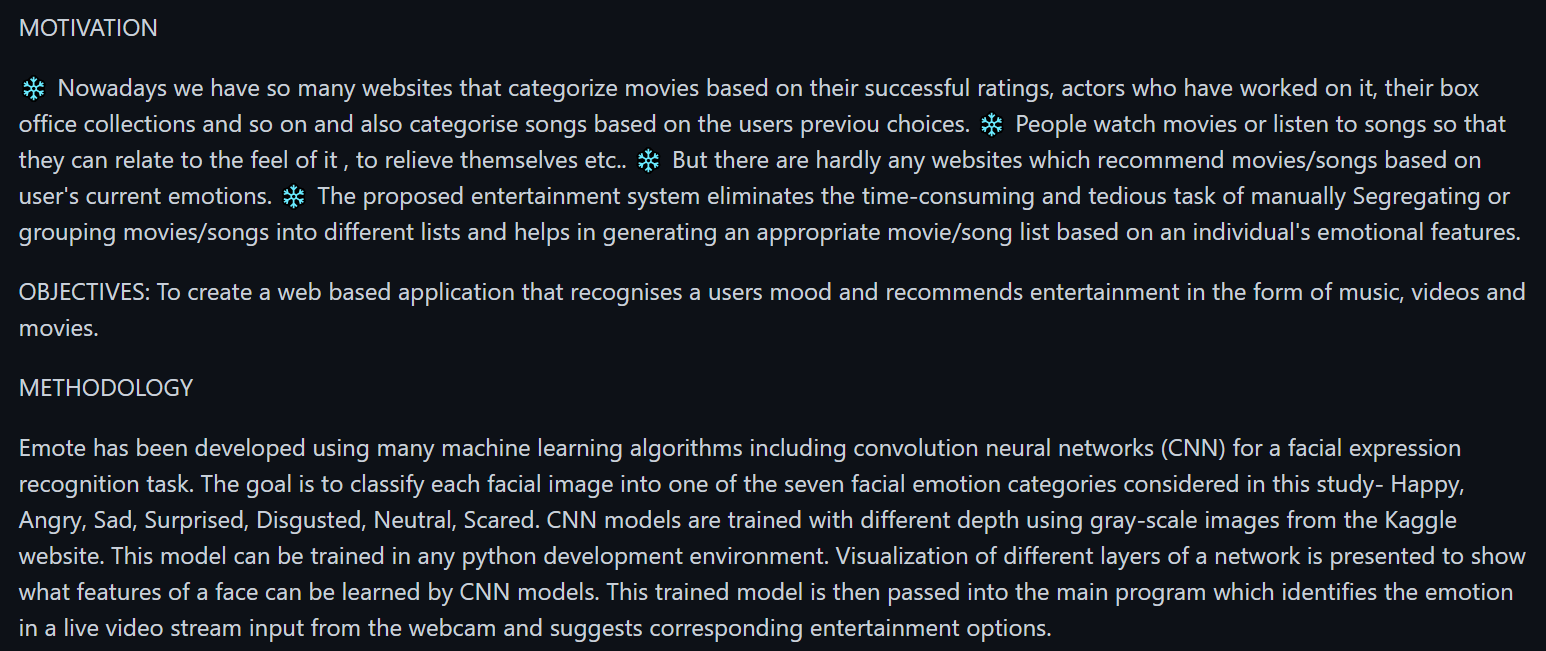 MOTIVATION
❄ Nowadays we have so many websites that categorize movies based on their successful ratings, actors who have worked on it, their box
office collections and so on and also categorise songs based on the users previou choices. ❄ People watch movies or listen to songs so that
they can relate to the feel of it , to relieve themselves etc.. ❄ But there are hardly any websites which recommend movies/songs based on
user's current emotions. ❄ The proposed entertainment system eliminates the time-consuming and tedious task of manually Segregating or
grouping movies/songs into different lists and helps in generating an appropriate movie/song list based on an individual's emotional features.
OBJECTIVES: To create a web based application that recognises a users mood and recommends entertainment in the form of music, videos and
movies.
METHODOLOGY
Emote has been developed using many machine learning algorithms including convolution neural networks (CNN) for a facial expression
recognition task. The goal is to classify each facial image into one of the seven facial emotion categories considered in this study- Happy,
Angry, Sad, Surprised, Disgusted, Neutral, Scared. CNN models are trained with different depth using gray-scale images from the Kaggle
website. This model can be trained in any python development environment. Visualization of different layers of a network is presented to show
what features of a face can be learned by CNN models. This trained model is then passed into the main program which identifies the emotion
in a live video stream input from the webcam and suggests corresponding entertainment options.